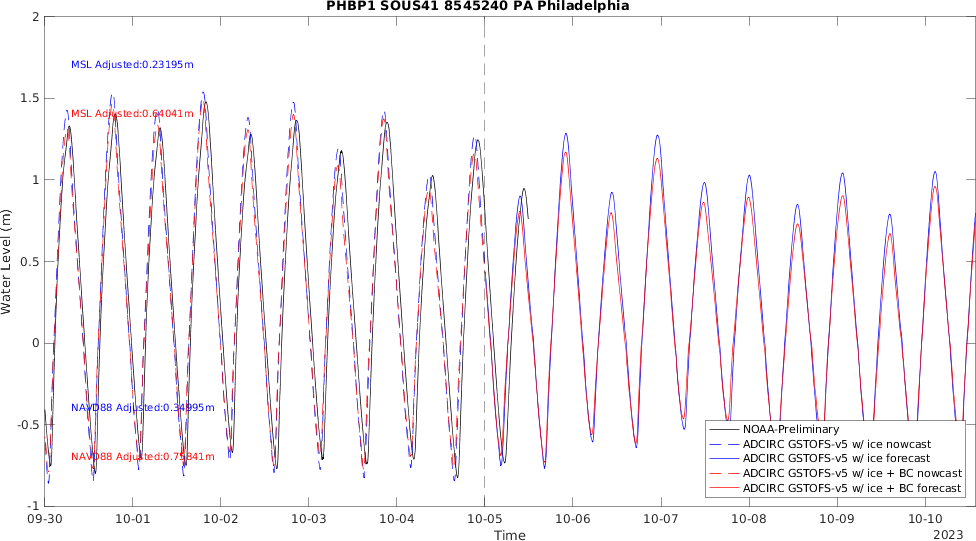 PHBP1 SOUS41 8545240 PA Philadelphia
2
1.5
1
0.5
0
-0.5
-1
Water Level (m)
MSL Adjusted:0.23195m
MSL Adjusted:0.64041m
NAVD88 Adjusted:0.34995m
NAVD88 Adjusted:0.75841m
NOAA-Preliminary
ADCIRC GSTOFS-v5 w/ ice nowcast
ADCIRC GSTOFS-v5 w/ ice forecast
ADCIRC GSTOFS-v5 w/ ice + BC nowcast
ADCIRC GSTOFS-v5 w/ ice + BC forecast
09-30 10-01 10-02 10-03 10-04 10-05 10-06 10-07 10-08 10-09 10-10
Time
2023